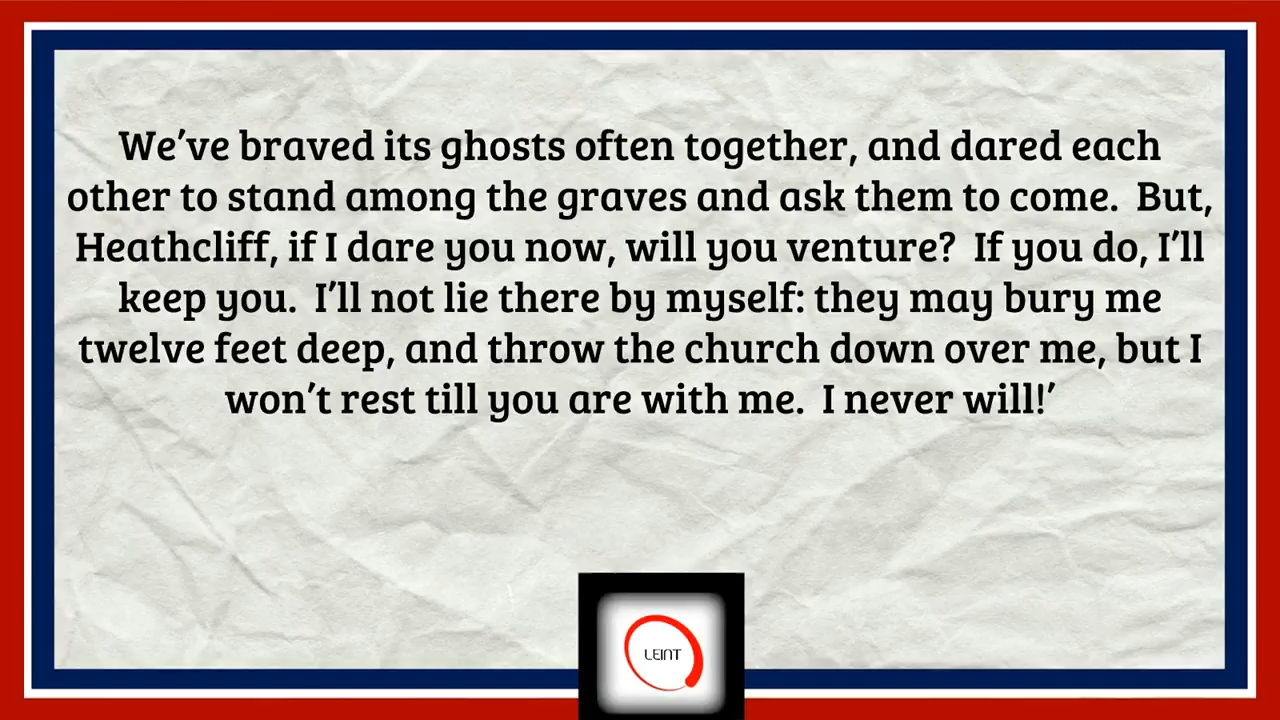 We’ve braved its ghosts often together, and dared each
other to stand among the graves and ask them to come.  But,
Heathcliff, if I dare you now, will you venture?  If you do, I’ll
keep you.  I’ll not lie there by myself: they may bury me
twelve feet deep, and throw the church down over me, but I
won’t rest till you are with me.  I never will!’
LEINT